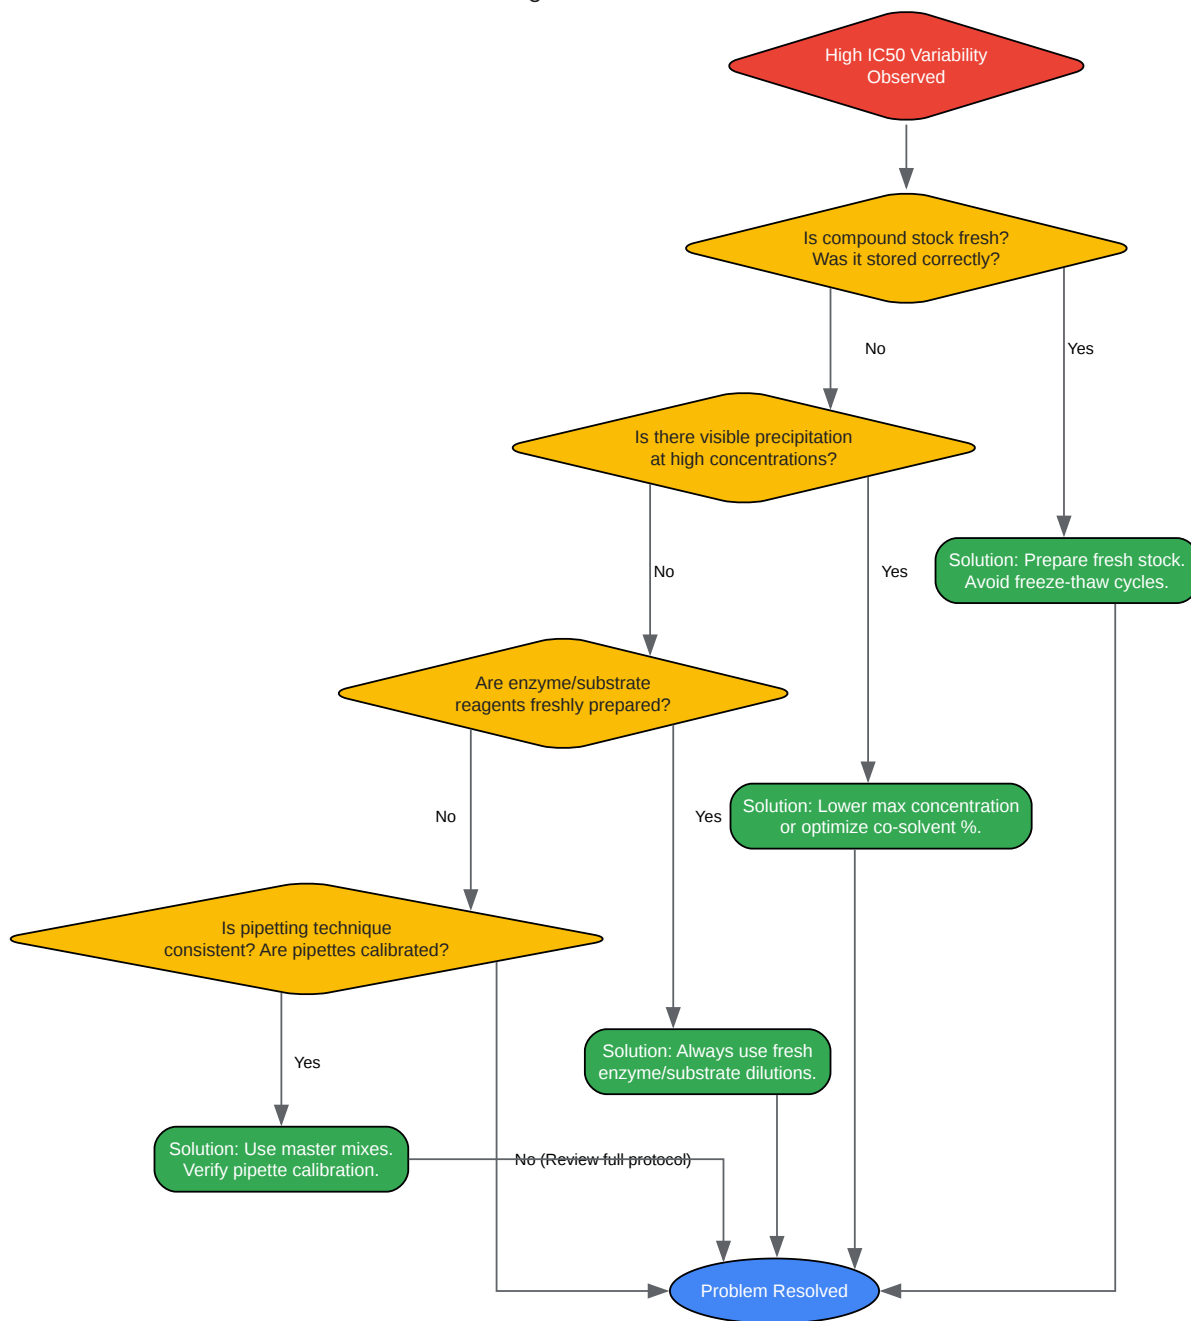 High IC50 Variability
Observed
Is compound stock fresh?
Was it stored correctly?
No
Yes
Is there visible precipitation
at high concentrations?
Solution: Prepare fresh stock.
Avoid freeze-thaw cycles.
No
Yes
Are enzyme/substrate
reagents freshly prepared?
Solution: Lower max concentration
or optimize co-solvent %.
No
Yes
Is pipetting technique
consistent? Are pipettes calibrated?
Solution: Always use fresh
enzyme/substrate dilutions.
Yes
Solution: Use master mixes.
Verify pipette calibration.
No (Review full protocol)
Problem Resolved